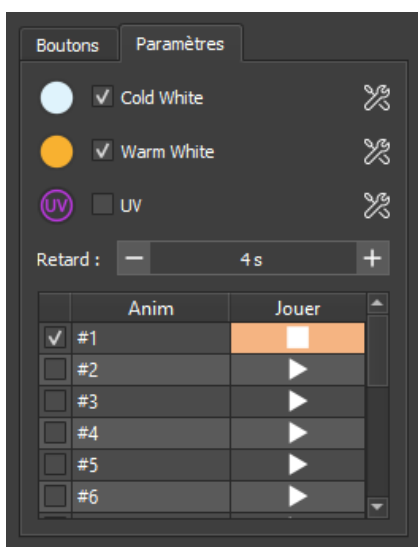 Boutons Paramètres
Cold White
Warm White
UV UV
Retard : 4 s
Anim Jouer
#1
#2
#3
#4
#5
#6